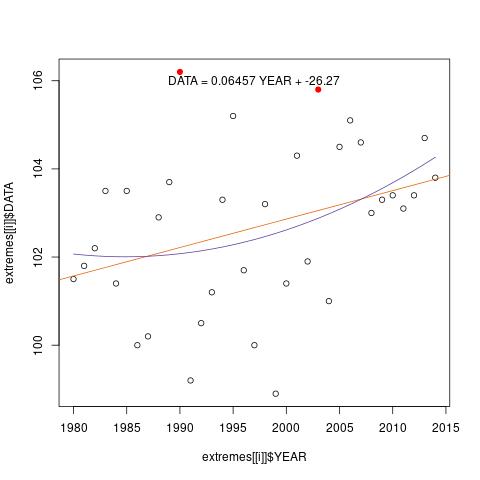 DATA = 0.06457 YEAR + -26.27
106
104
102
100
extremes[[i]]$DATA
1980 1985 1990 1995 2000 2005 2010 2015
extremes[[i]]$YEAR